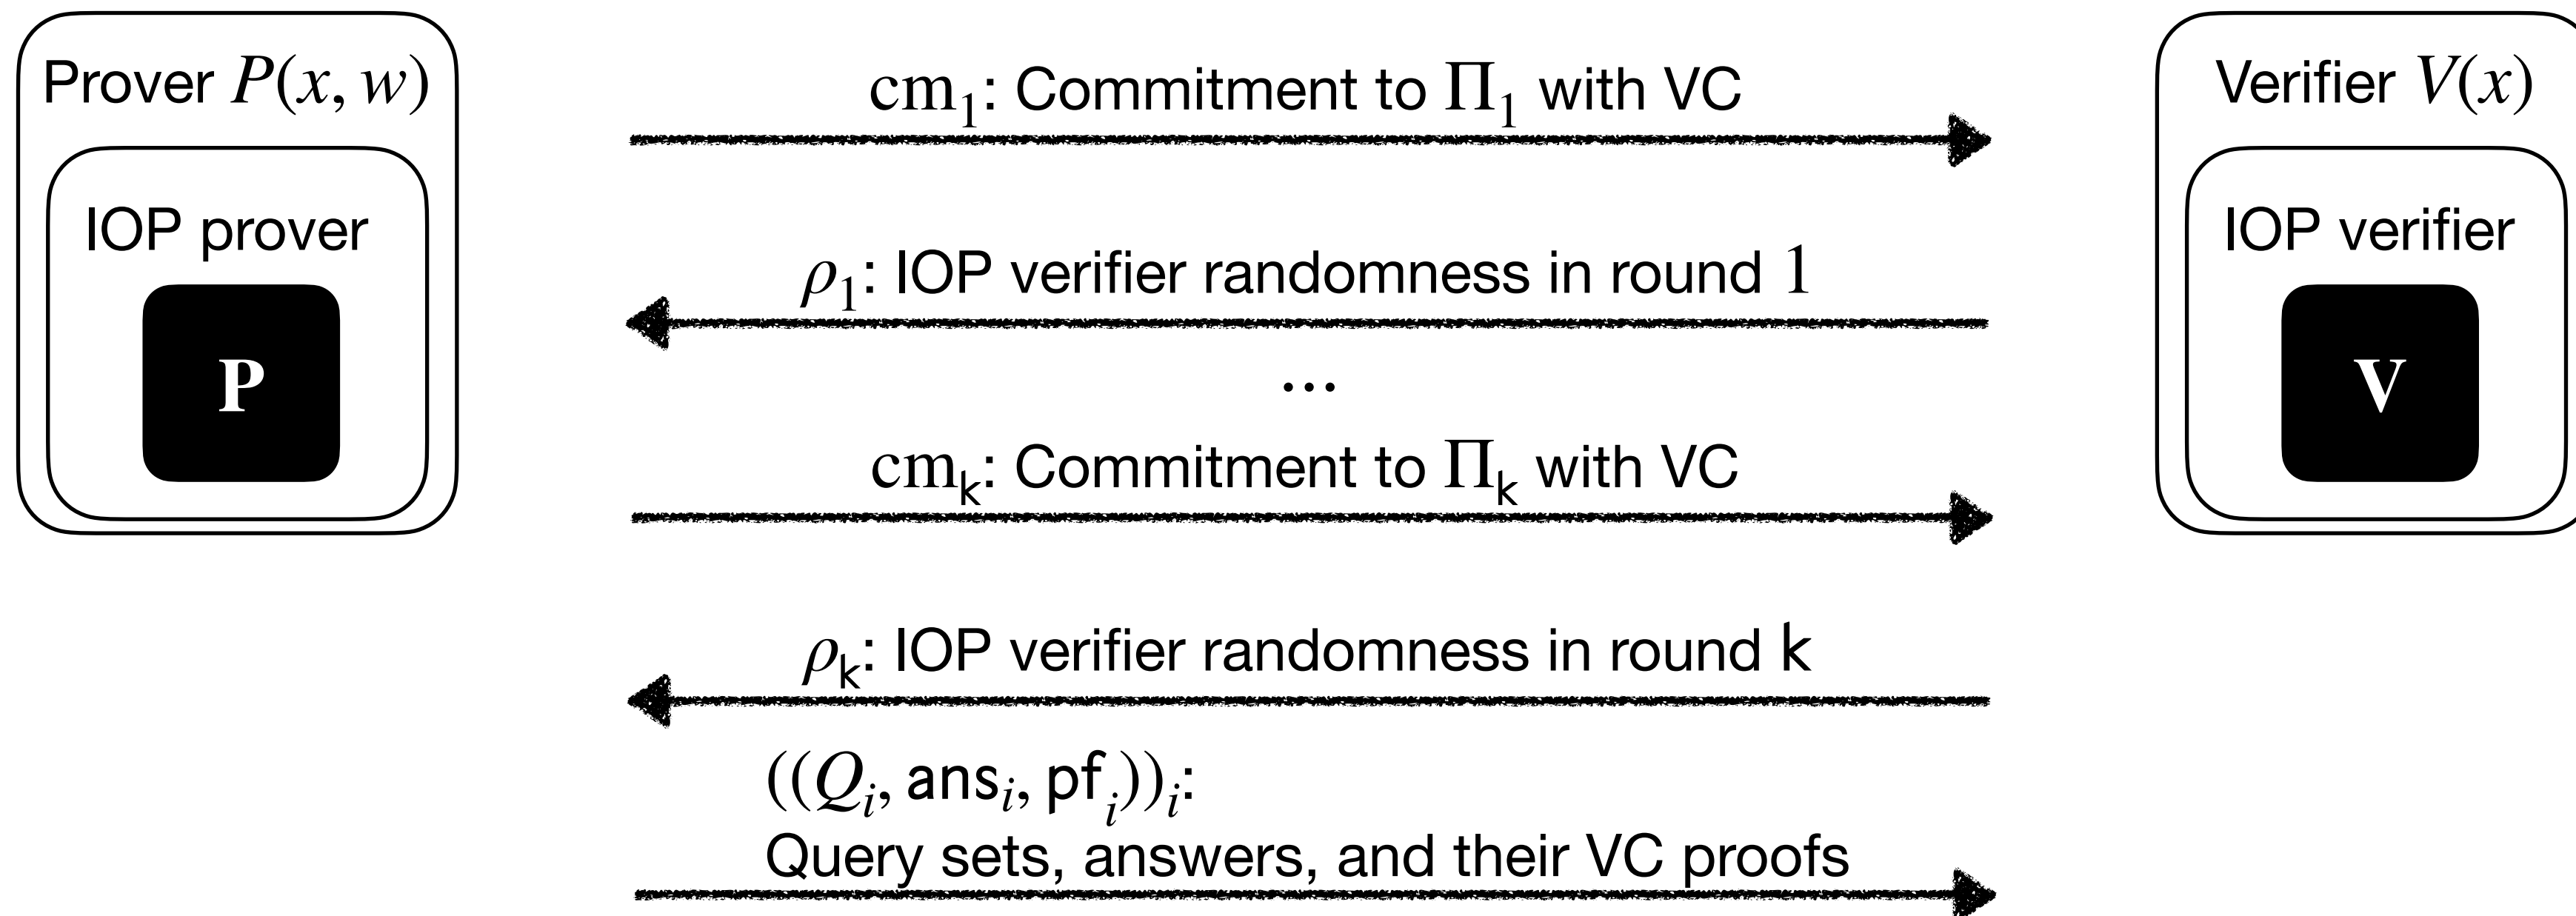 Prover P(x, w)
IOP prover
P
cm₁: Commitment to Π₁ with VC
ρ₁: IOP verifier randomness in round 1
...
cmₖ: Commitment to Πₖ with VC
ρₖ: IOP verifier randomness in round k
((Qᵢ, ansᵢ, pfᵢ))ᵢ:
Query sets, answers, and their VC proofs
Verifier V(x)
IOP verifier
V